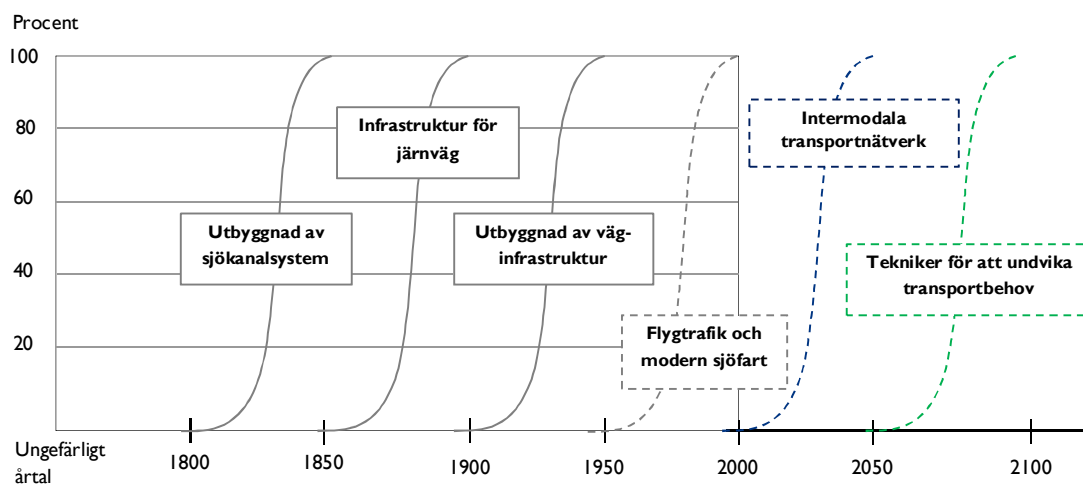 Procent
100
80
60
40
20
Utbyggnad av
sjökanalsystem
Infrastruktur för
järnväg
Utbyggnad av väg-
infrastruktur
Flygtrafik och
modern sjöfart
Intermodala
transportnätverk
Tekniker för att undvika
transportbehov
Ungefärligt
årtal
1800
1850
1900
1950
2000
2050
2100